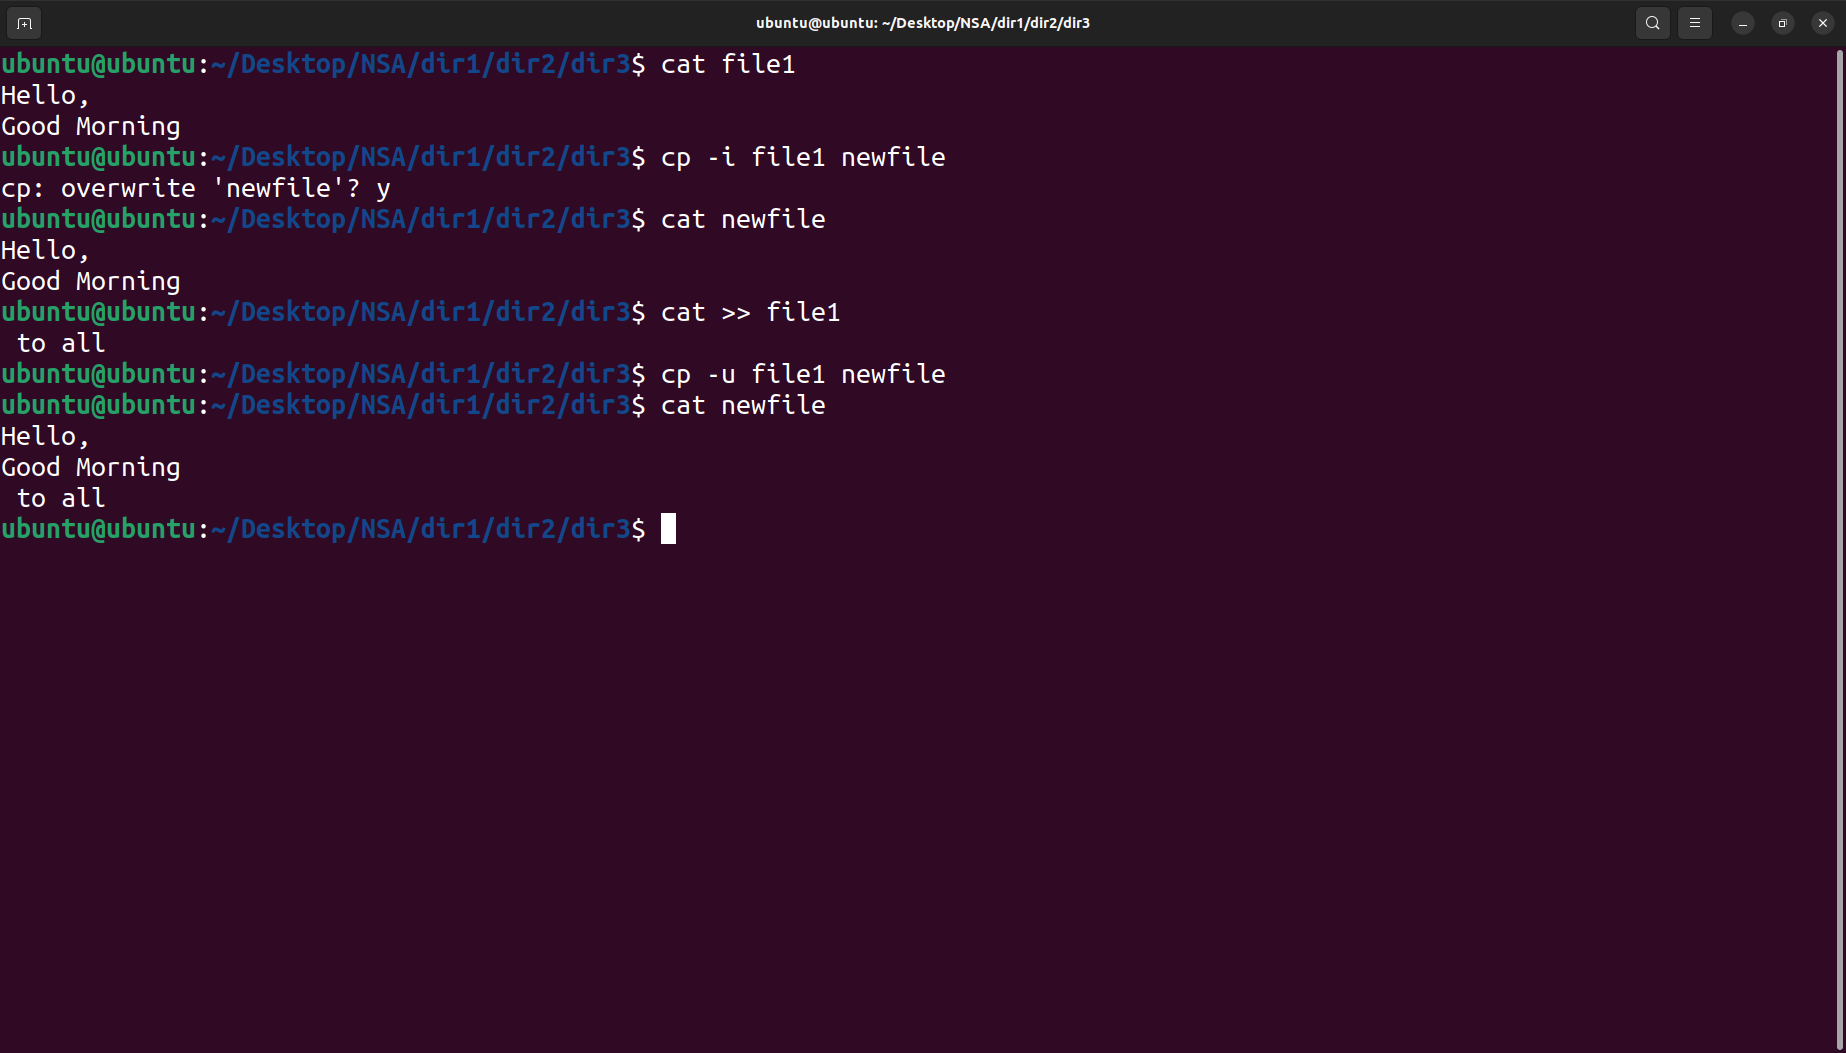 ubuntu@ubuntu: ~/Desktop/NSA/dir1/dir2/dir3
ubuntu@ubuntu:~/Desktop/NSA/dir1/dir2/dir3$ cat file1
Hello,
Good Morning
ubuntu@ubuntu:~/Desktop/NSA/dir1/dir2/dir3$ cp -i file1 newfile
cp: overwrite 'newfile'? y
ubuntu@ubuntu:~/Desktop/NSA/dir1/dir2/dir3$ cat newfile
Hello,
Good Morning
ubuntu@ubuntu:~/Desktop/NSA/dir1/dir2/dir3$ cat >> file1
 to all
ubuntu@ubuntu:~/Desktop/NSA/dir1/dir2/dir3$ cp -u file1 newfile
ubuntu@ubuntu:~/Desktop/NSA/dir1/dir2/dir3$ cat newfile
Hello,
Good Morning
 to all
ubuntu@ubuntu:~/Desktop/NSA/dir1/dir2/dir3$